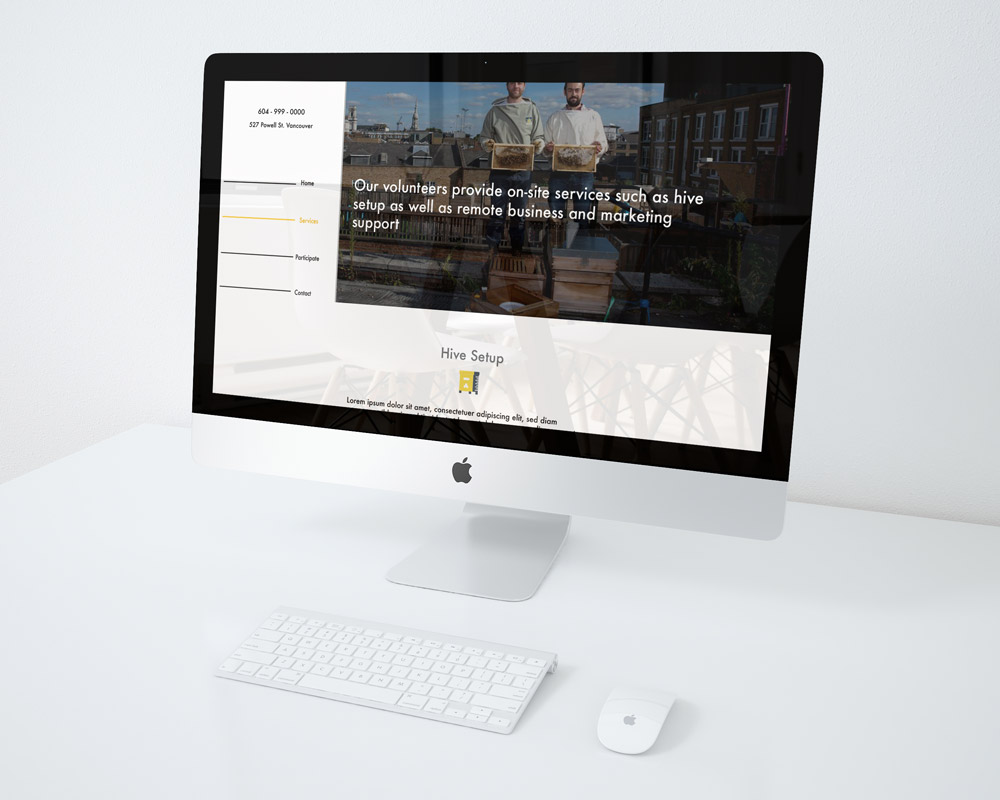 604 - 999 - 0000
527 Powell St. Vancouver
Home
Services
Participate
Contact
Our volunteers provide on-site services such as hive
setup as well as remote business and marketing
support
Hive Setup
Lorem ipsum dolor sit amet, consectetuer adipiscing elit, sed diam